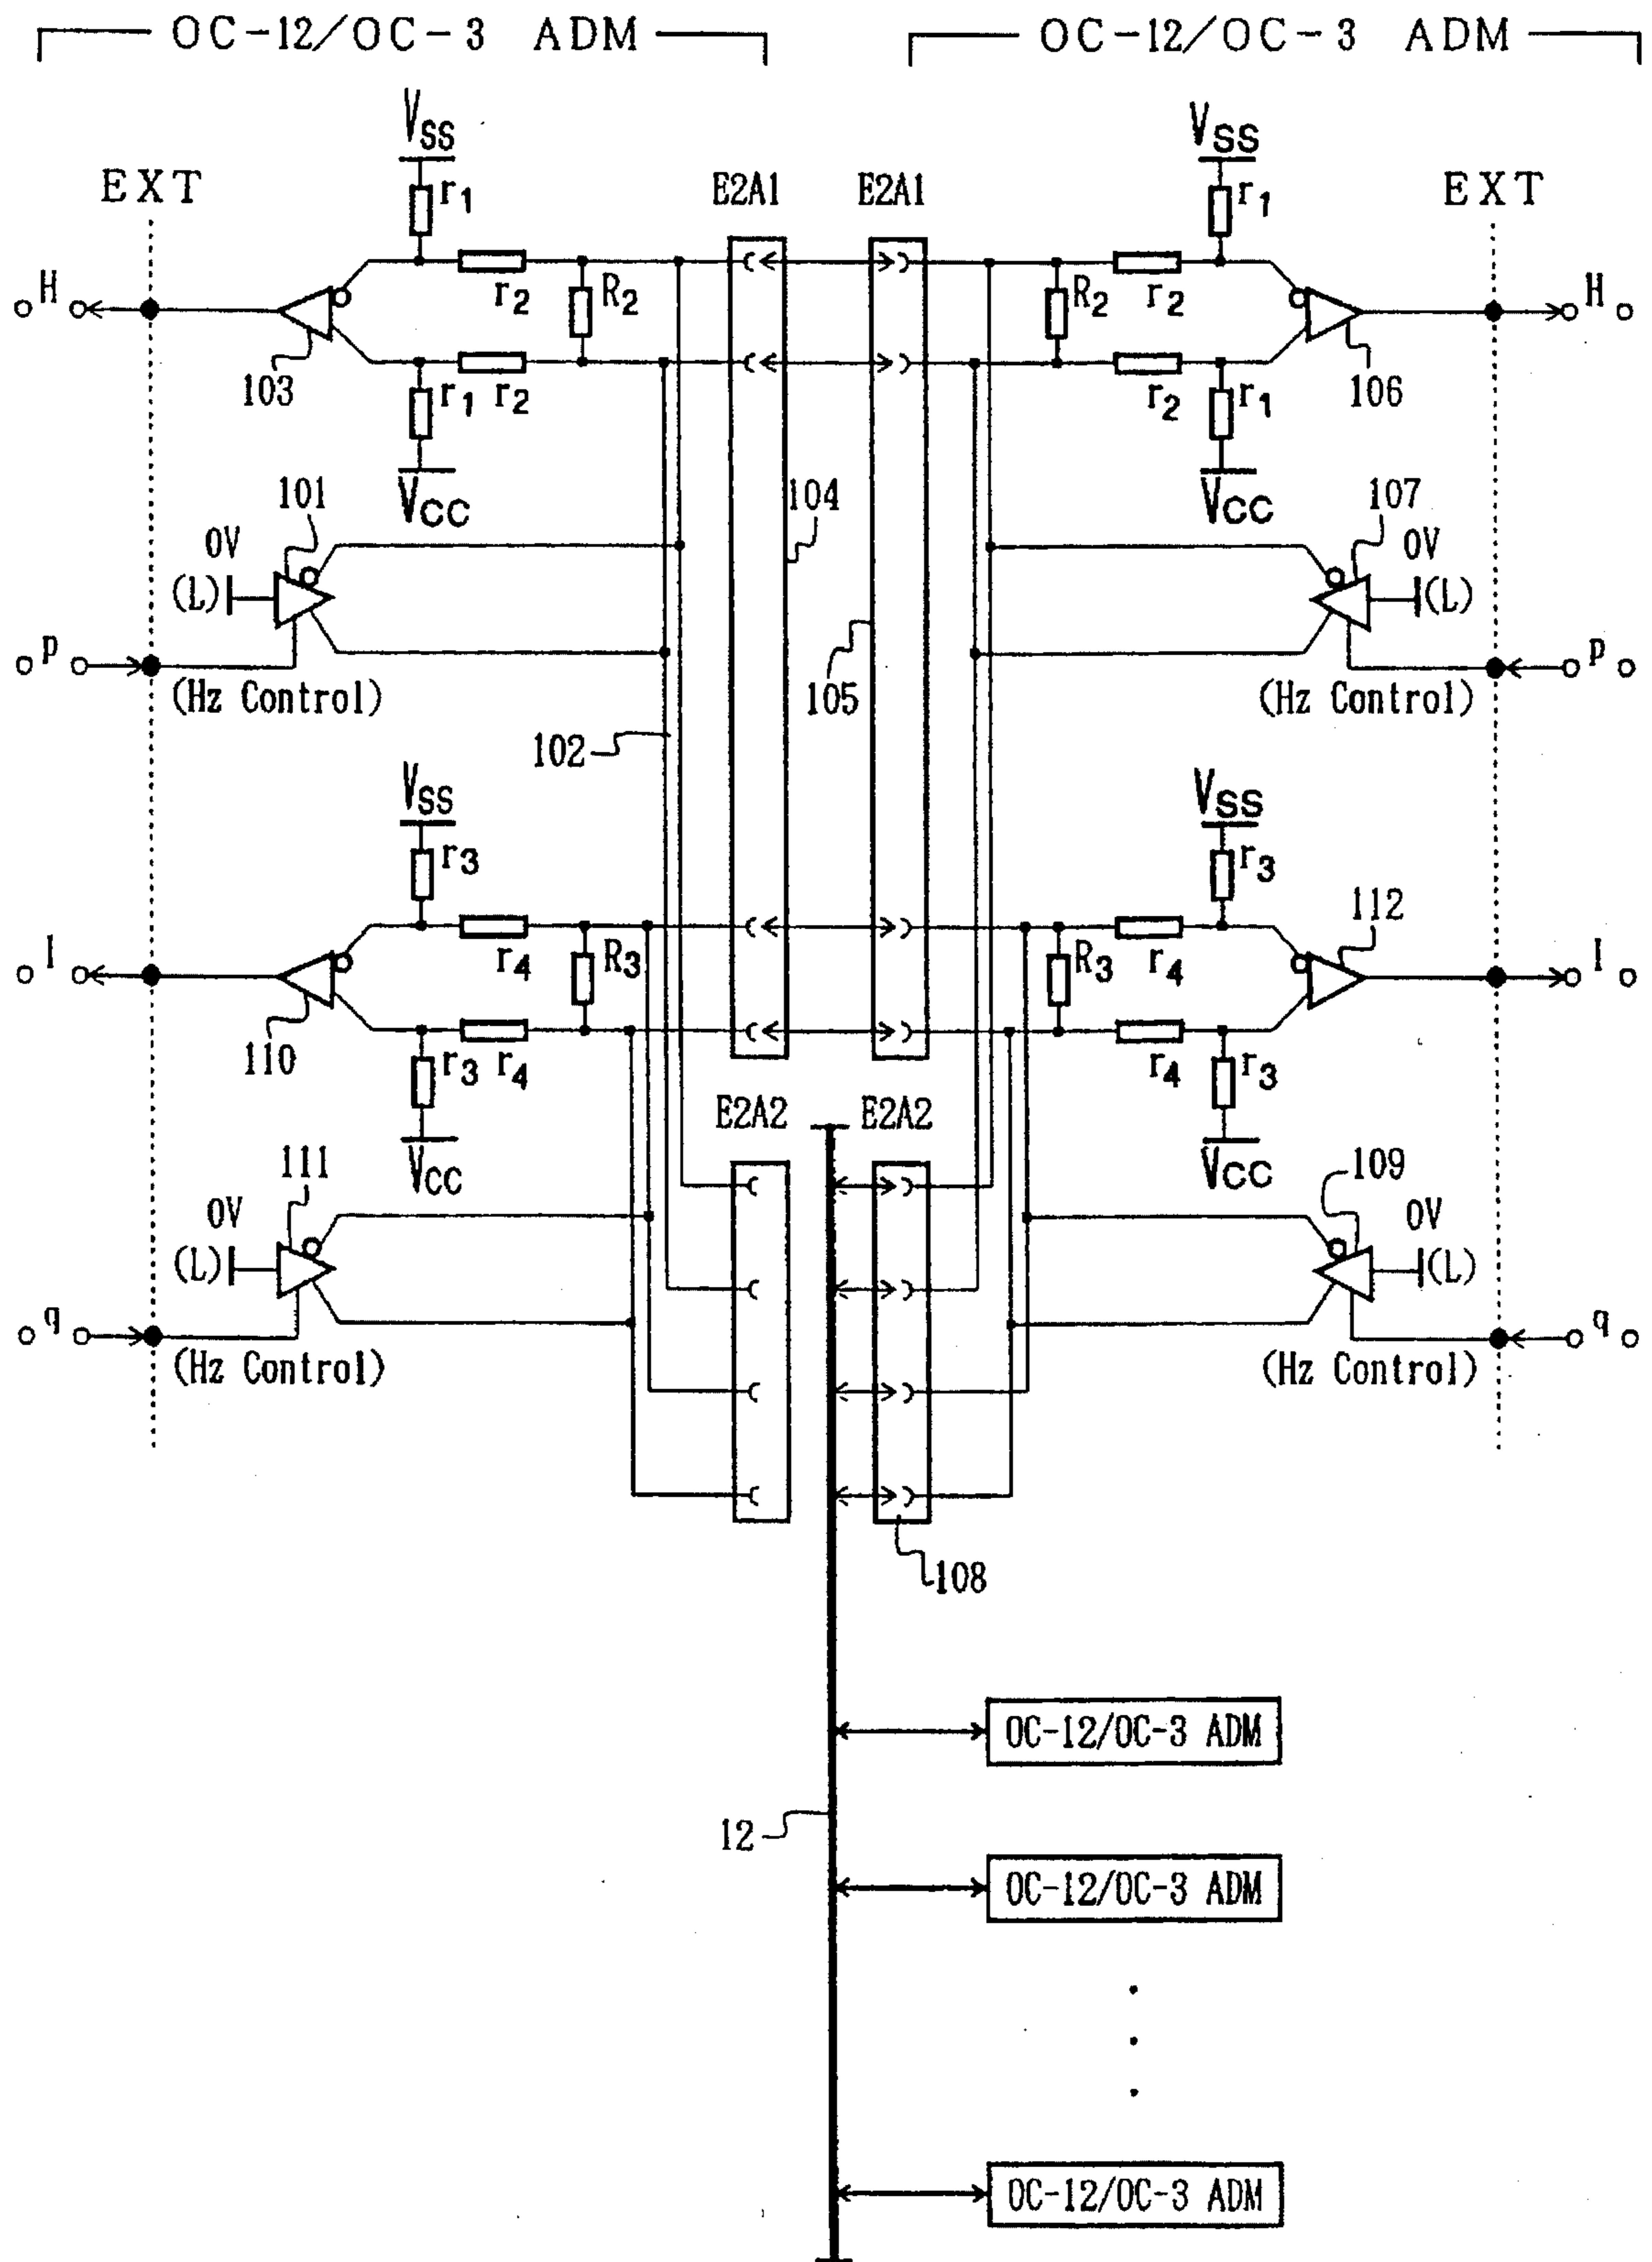 OC-12/OC-3 ADM OC-12/OC-3 ADM
VSS VSS
EXT r1 E2A1 E2A1 r1 EXT
H r2 R2 R2 r2 H
103 r1 r2 r2 r1 106
VCC 104 VCC
101 107
0V 0V
(L) (L)
p p
(Hz Control) 105 (Hz Control)
102
VSS VSS
r3 r3
112
I r4 R3 R3 r4 I
110 r3 r4 r4 r3
E2A2 E2A2
111 VCC VCC 109
0V 0V
(L) (L)
q q
(Hz Control) (Hz Control)
108
OC-12/OC-3 ADM
12
OC-12/OC-3 ADM
OC-12/OC-3 ADM